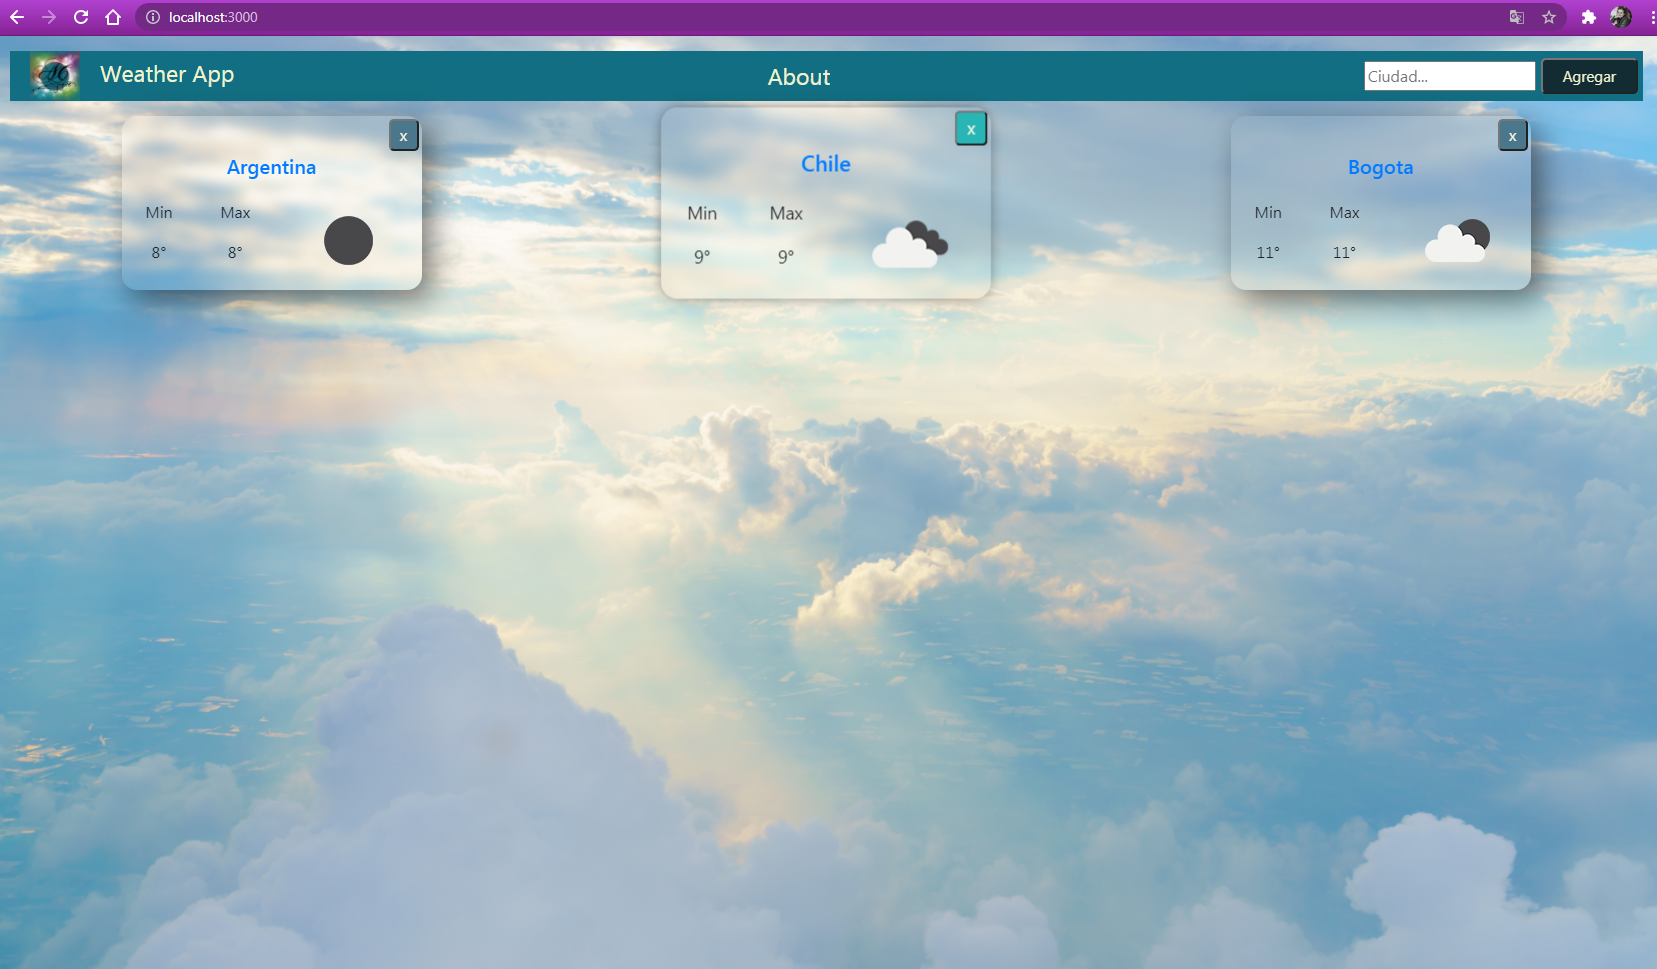 localhost:3000
Weather App
About
Ciudad...
Agregar
x
Argentina
Min Max
8° 8°
x
Chile
Min Max
9° 9°
x
Bogota
Min Max
11° 11°